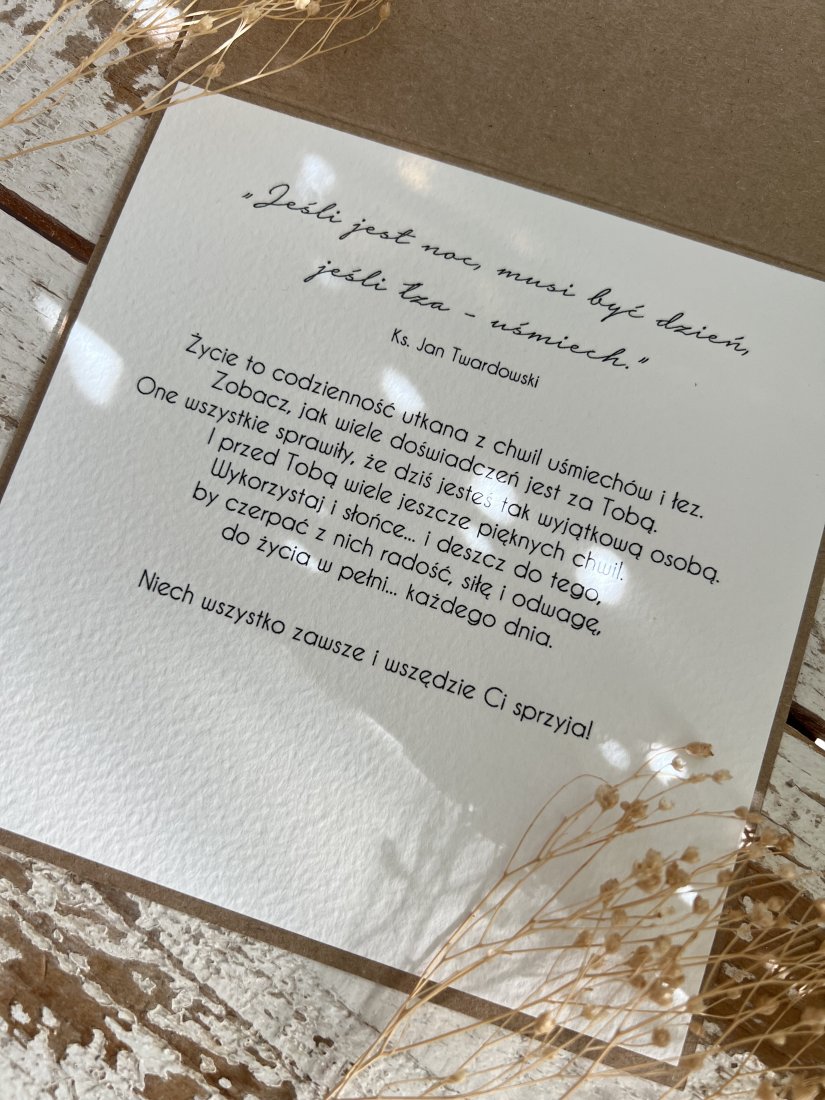 „Jeśli jest noc, musi być dzień,
jeśli łza - uśmiech."
Ks. Jan Twardowski
Życie to codzienność utkana z chwil uśmiechów i łez.
Zobacz, jak wiele doświadczeń jest za Tobą.
One wszystkie sprawiły, że dziś jesteś tak wyjątkową osobą.
I przed Tobą wiele jeszcze pięknych chwil.
Wykorzystaj i słońce... i deszcz do tego,
by czerpać z nich radość, siłę i odwagę,
do życia w pełni... każdego dnia.
Niech wszystko zawsze i wszędzie Ci sprzyja!